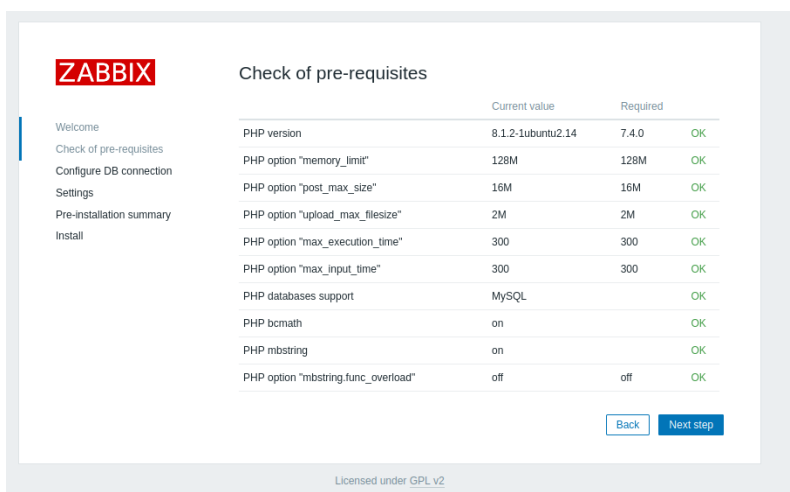 ZABBIX
Welcome
Check of pre-requisites
Configure DB connection
Settings
Pre-installation summary
Install
Check of pre-requisites
Current value Required
PHP version 8.1.2-1ubuntu2.14 7.4.0 OK
PHP option "memory_limit" 128M 128M OK
PHP option "post_max_size" 16M 16M OK
PHP option "upload_max_filesize" 2M 2M OK
PHP option "max_execution_time" 300 300 OK
PHP option "max_input_time" 300 300 OK
PHP databases support MySQL OK
PHP bcmath on OK
PHP mbstring on OK
PHP option "mbstring.func_overload" off off OK
Back Next step
Licensed under GPL v2